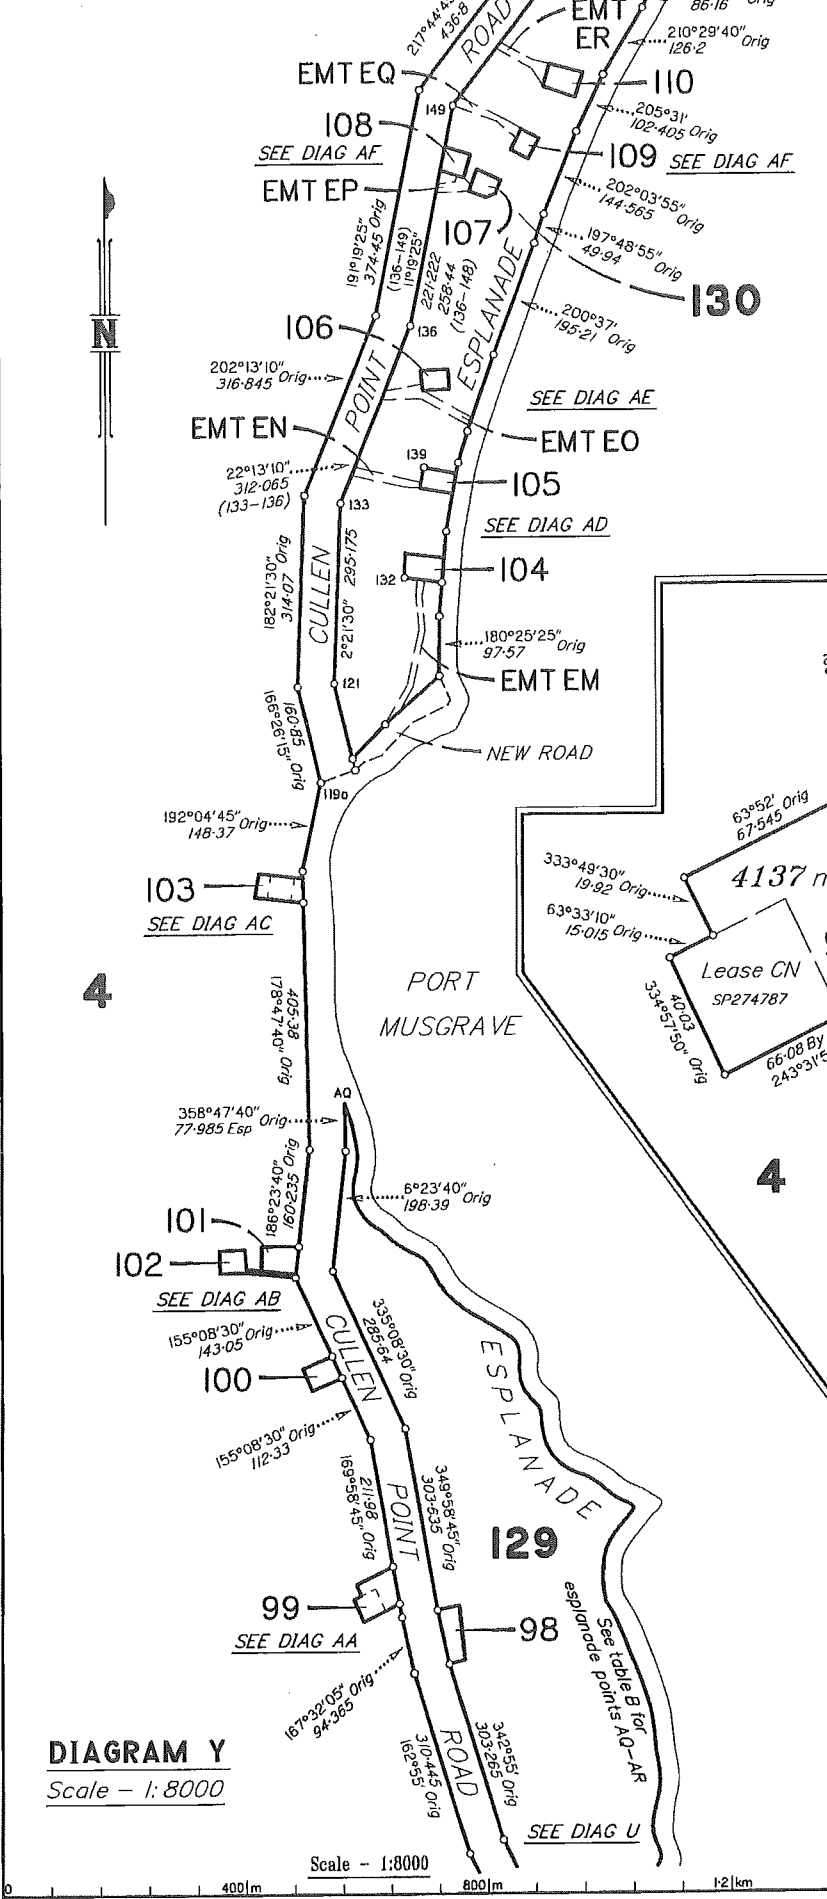 86·16 Orig
217°44'4
436·8
ROAD
EMT
ER
210°29'40" Orig
126·2
110
EMT EQ
149
205°31' Orig
102·405
108
SEE DIAG AF
109
SEE DIAG AF
EMT EP
202°03'55" Orig
144·565
107
191°19'25" Orig
374·45
(136–149)
11°19'25"
221·222
258·44
(136–148)
ESPLANADE
197°48'55" Orig
49·94
130
N
200°37' Orig
195·21
106
136
202°13'10" Orig
316·845
POINT
SEE DIAG AE
EMT EN
EMT EO
139
22°13'10"
312·065
(133–136)
105
133
SEE DIAG AD
182°21'30" Orig
314·07
CULLEN
295·175
2°21'30"
132
104
180°25'25" Orig
97·57
EMT EM
121
160·85
166°26'15" Orig
NEW ROAD
119a
192°04'45" Orig
148·37
63°52' Orig
67·545
333°49'30" Orig
19·92
4137
63°33'10" Orig
15·015
103
SEE DIAG AC
Lease CN
SP274787
4
PORT
MUSGRAVE
40·03
334°57'50" Orig
66·08 By
243°31'5
405·38
178°47'40" Orig
AQ
358°47'40" Orig
77·985 Esp
4
186°23'40"
160·235 Orig
6°23'40" Orig
198·39
101
102
SEE DIAG AB
155°08'30" Orig
143·05
CULLEN
335°08'30" Orig
285·64
ESPLANADE
100
155°08'30" Orig
112·33
211·98
169°58'45" Orig
POINT
349°58'45" Orig
303·635
129
99
SEE DIAG AA
98
See table B for
esplanade points AQ–AR
167°32'05" Orig
94·365
DIAGRAM Y
Scale – 1:8000
310·445
162°55' Orig
ROAD
342°55' Orig
303·265
SEE DIAG U
Scale - 1:8000
0 400 m 800 m 1·2 km